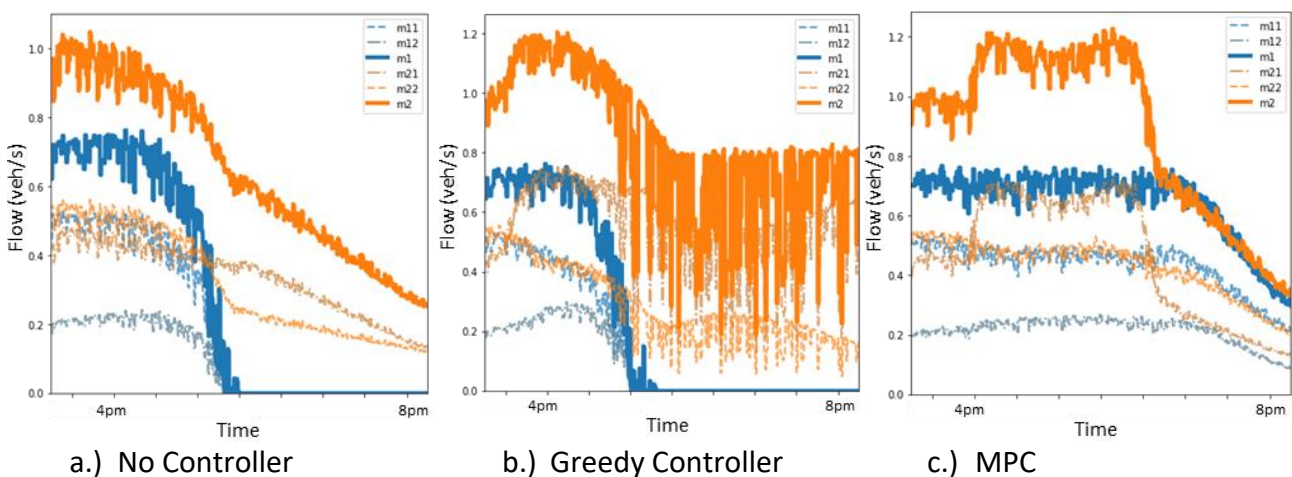 Flow (veh/s)
1.0
0.8
0.6
0.4
0.2
0.0
m11
m12
m1
m21
m22
m2
4pm
8pm
Time
a.) No Controller
Flow (veh/s)
1.2
1.0
0.8
0.6
0.4
0.2
0.0
m11
m12
m1
m21
m22
m2
4pm
8pm
Time
b.) Greedy Controller
Flow (veh/s)
1.2
1.0
0.8
0.6
0.4
0.2
0.0
m11
m12
m1
m21
m22
m2
4pm
8pm
Time
c.) MPC